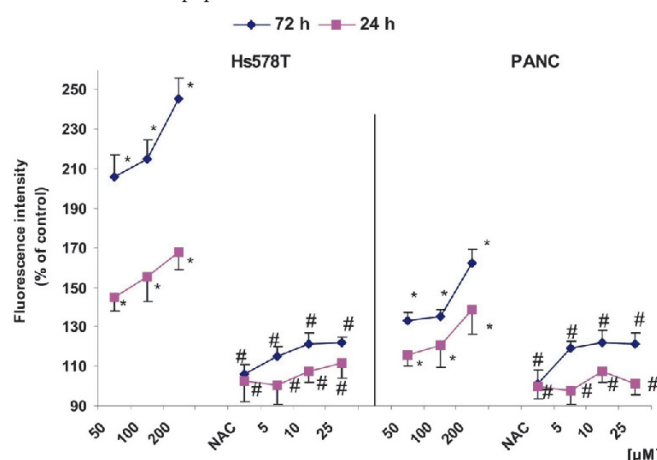 72 h 24 h
Hs578T PANC
Fluorescence intensity
(% of control)
250
230
210
190
170
150
130
110
90
* * *
* * *
# # # #
# # # #
* * *
* * *
# # # #
# # # #
50 100 200 NAC 5 10 25 50 100 200 NAC 5 10 25
[µM]